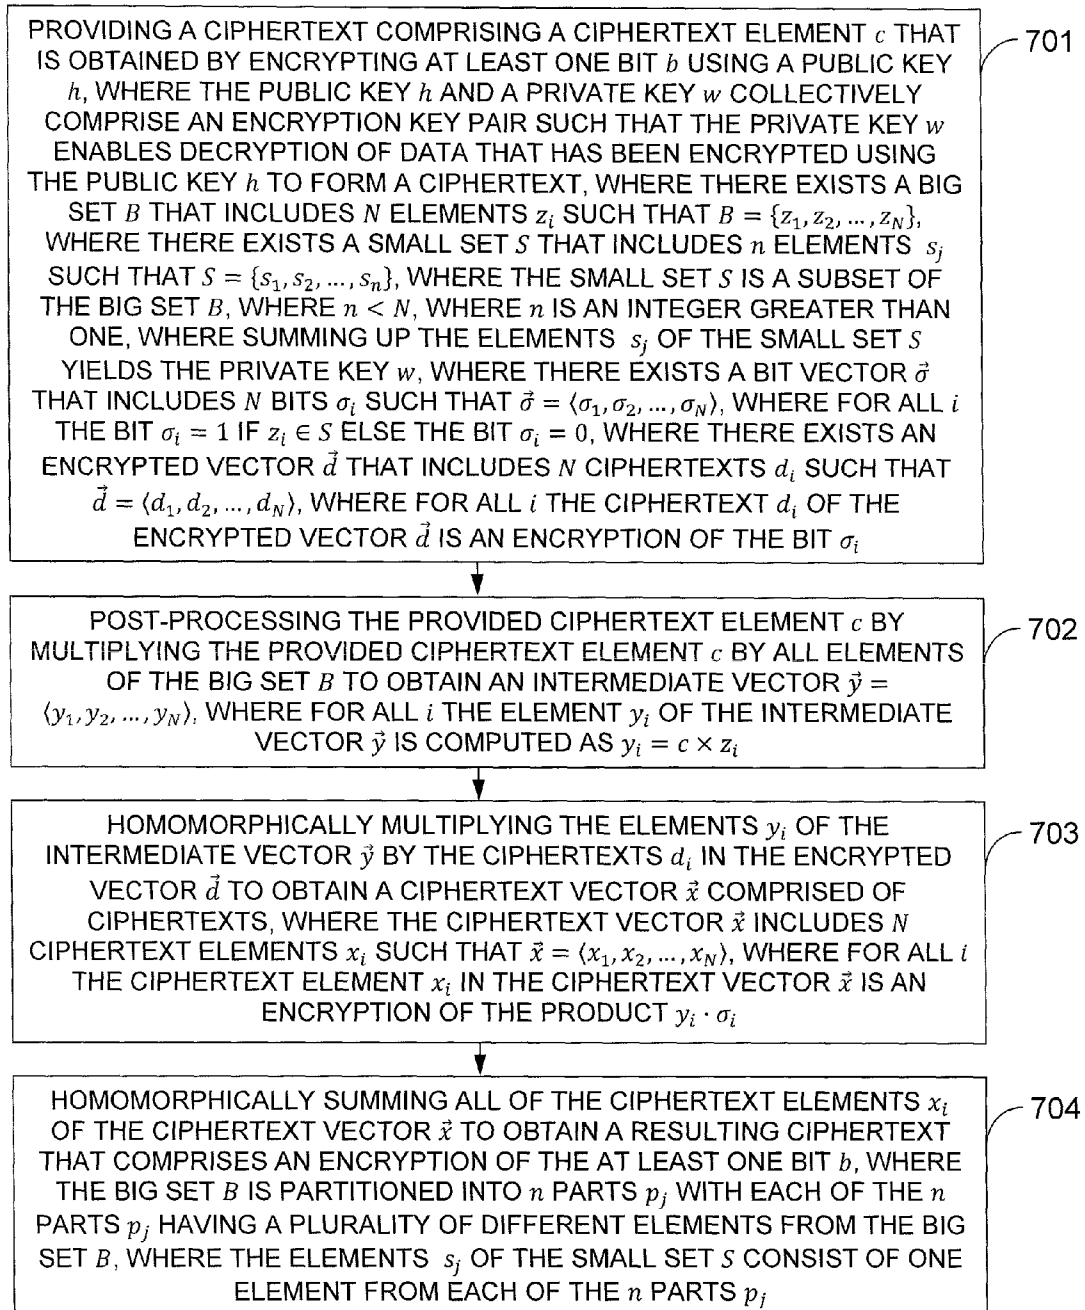 PROVIDING A CIPHERTEXT COMPRISING A CIPHERTEXT ELEMENT c THAT
IS OBTAINED BY ENCRYPTING AT LEAST ONE BIT b USING A PUBLIC KEY
h, WHERE THE PUBLIC KEY h AND A PRIVATE KEY w COLLECTIVELY
COMPRISE AN ENCRYPTION KEY PAIR SUCH THAT THE PRIVATE KEY w
ENABLES DECRYPTION OF DATA THAT HAS BEEN ENCRYPTED USING
THE PUBLIC KEY h TO FORM A CIPHERTEXT, WHERE THERE EXISTS A BIG
SET B THAT INCLUDES N ELEMENTS z_i SUCH THAT B = {z_1, z_2, ..., z_N},
WHERE THERE EXISTS A SMALL SET S THAT INCLUDES n ELEMENTS s_j
SUCH THAT S = {s_1, s_2, ..., s_n}, WHERE THE SMALL SET S IS A SUBSET OF
THE BIG SET B, WHERE n < N, WHERE n IS AN INTEGER GREATER THAN
ONE, WHERE SUMMING UP THE ELEMENTS s_j OF THE SMALL SET S
YIELDS THE PRIVATE KEY w, WHERE THERE EXISTS A BIT VECTOR σ⃗
THAT INCLUDES N BITS σ_i SUCH THAT σ⃗ = ⟨σ_1, σ_2, ..., σ_N⟩, WHERE FOR ALL i
THE BIT σ_i = 1 IF z_i ∈ S ELSE THE BIT σ_i = 0, WHERE THERE EXISTS AN
ENCRYPTED VECTOR d⃗ THAT INCLUDES N CIPHERTEXTS d_i SUCH THAT
d⃗ = ⟨d_1, d_2, ..., d_N⟩, WHERE FOR ALL i THE CIPHERTEXT d_i OF THE
ENCRYPTED VECTOR d⃗ IS AN ENCRYPTION OF THE BIT σ_i
701
POST-PROCESSING THE PROVIDED CIPHERTEXT ELEMENT c BY
MULTIPLYING THE PROVIDED CIPHERTEXT ELEMENT c BY ALL ELEMENTS
OF THE BIG SET B TO OBTAIN AN INTERMEDIATE VECTOR y⃗ =
⟨y_1, y_2, ..., y_N⟩, WHERE FOR ALL i THE ELEMENT y_i OF THE INTERMEDIATE
VECTOR y⃗ IS COMPUTED AS y_i = c × z_i
702
HOMOMORPHICALLY MULTIPLYING THE ELEMENTS y_i OF THE
INTERMEDIATE VECTOR y⃗ BY THE CIPHERTEXTS d_i IN THE ENCRYPTED
VECTOR d⃗ TO OBTAIN A CIPHERTEXT VECTOR x⃗ COMPRISED OF
CIPHERTEXTS, WHERE THE CIPHERTEXT VECTOR x⃗ INCLUDES N
CIPHERTEXT ELEMENTS x_i SUCH THAT x⃗ = ⟨x_1, x_2, ..., x_N⟩, WHERE FOR ALL i
THE CIPHERTEXT ELEMENT x_i IN THE CIPHERTEXT VECTOR x⃗ IS AN
ENCRYPTION OF THE PRODUCT y_i · σ_i
703
HOMOMORPHICALLY SUMMING ALL OF THE CIPHERTEXT ELEMENTS x_i
OF THE CIPHERTEXT VECTOR x⃗ TO OBTAIN A RESULTING CIPHERTEXT
THAT COMPRISES AN ENCRYPTION OF THE AT LEAST ONE BIT b, WHERE
THE BIG SET B IS PARTITIONED INTO n PARTS p_j WITH EACH OF THE n
PARTS p_j HAVING A PLURALITY OF DIFFERENT ELEMENTS FROM THE BIG
SET B, WHERE THE ELEMENTS s_j OF THE SMALL SET S CONSIST OF ONE
ELEMENT FROM EACH OF THE n PARTS p_j
704